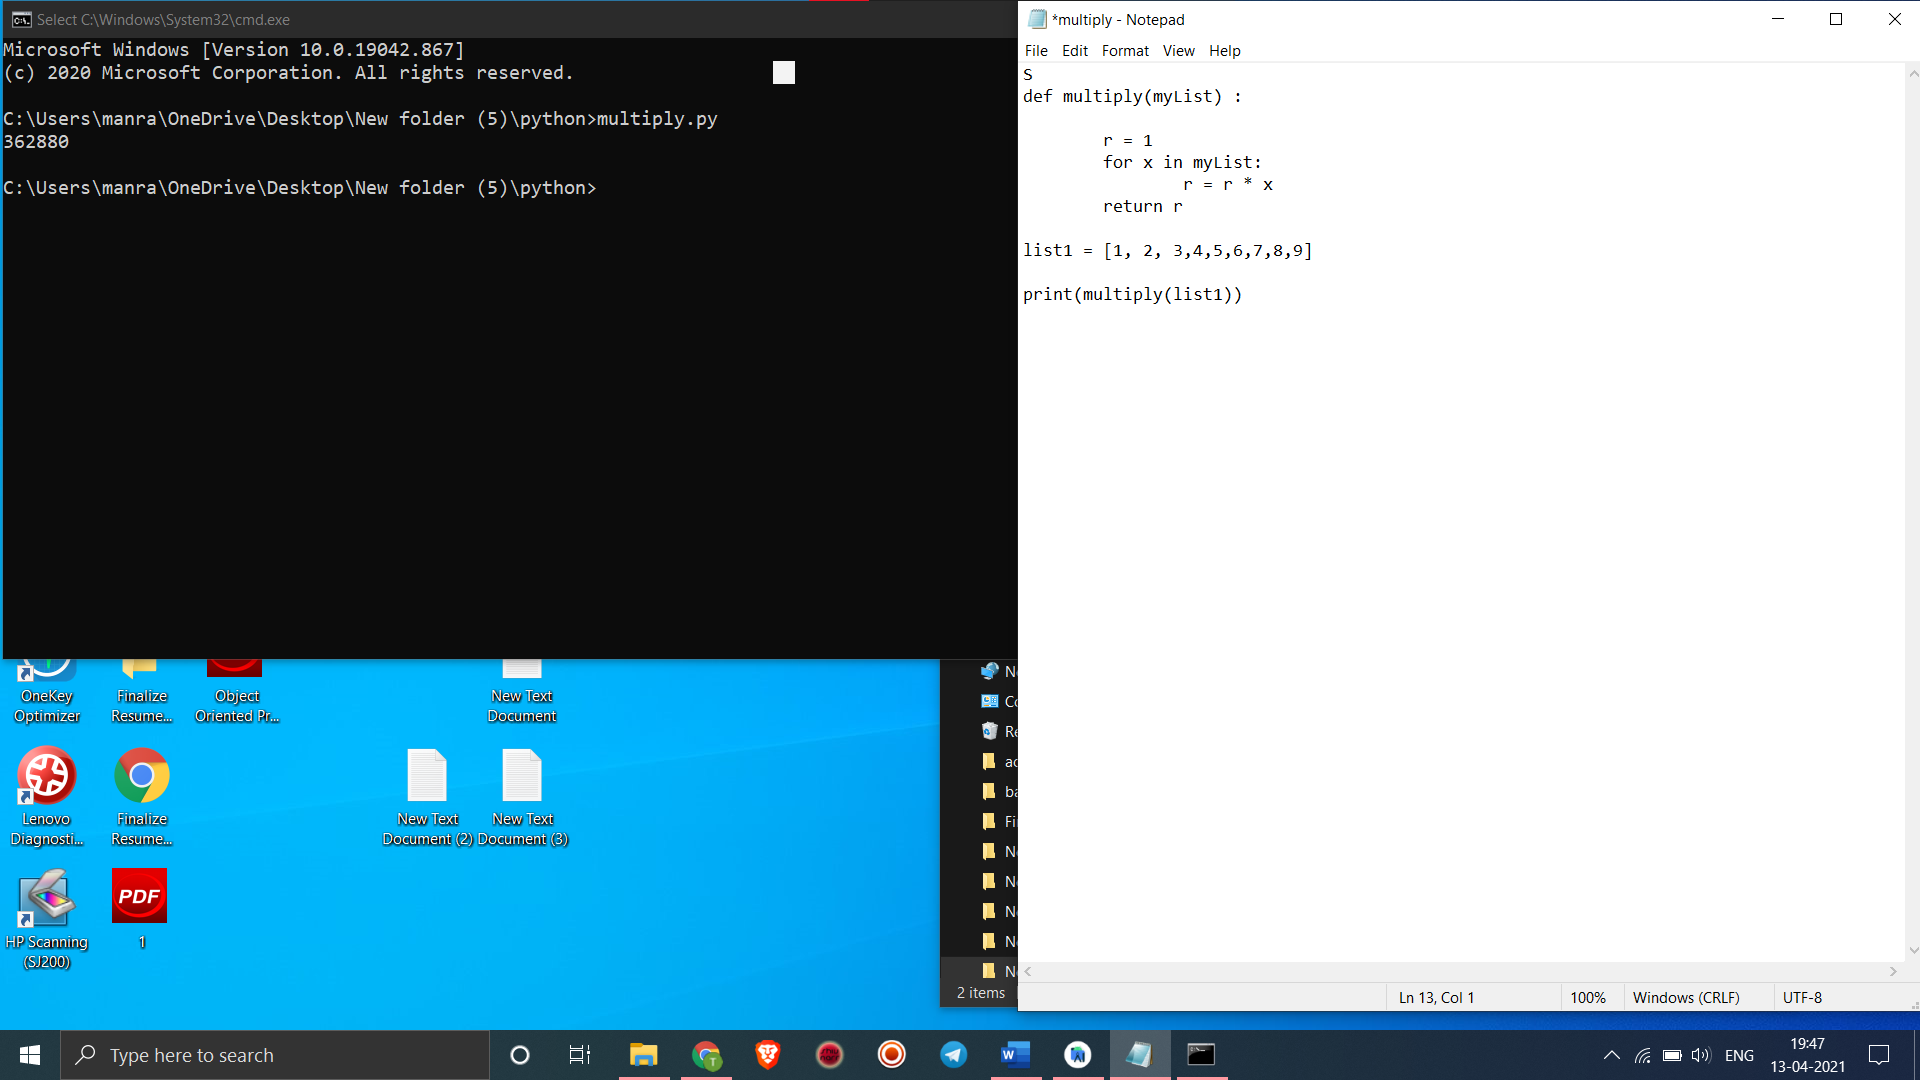 Select C:\Windows\System32\cmd.exe
Microsoft Windows [Version 10.0.19042.867]
(c) 2020 Microsoft Corporation. All rights reserved.
C:\Users\manra\OneDrive\Desktop\New folder (5)\python>multiply.py
362880
C:\Users\manra\OneDrive\Desktop\New folder (5)\python>
*multiply - Notepad
File Edit Format View Help
S
def multiply(myList) :
r = 1
for x in myList:
r = r * x
return r
list1 = [1, 2, 3,4,5,6,7,8,9]
print(multiply(list1))
Ln 13, Col 1 100% Windows (CRLF) UTF-8
OneKey
Optimizer
Finalize
Resume...
Object
Oriented Pr...
New Text
Document
Lenovo
Diagnosti...
Finalize
Resume...
New Text
Document (2)
New Text
Document (3)
HP Scanning
(SJ200)
PDF
1
2 items
Type here to search
ENG
19:47
13-04-2021